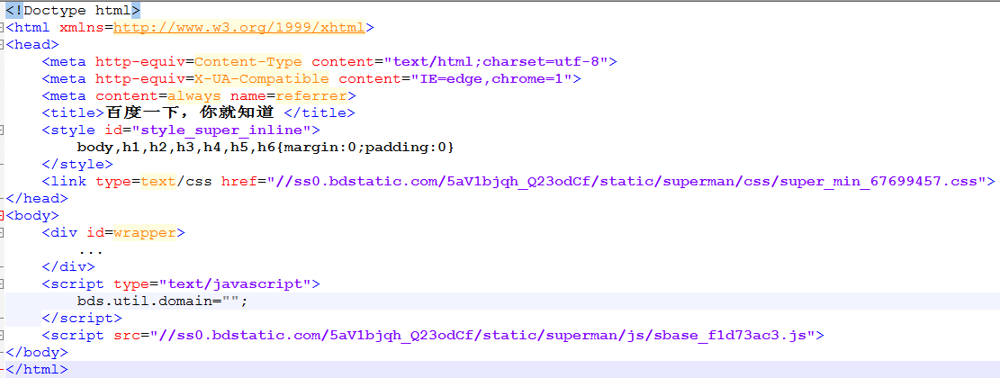 <!Doctype html>
<html xmlns=http://www.w3.org/1999/xhtml>
<head>
<meta http-equiv=Content-Type content="text/html;charset=utf-8">
<meta http-equiv=X-UA-Compatible content="IE=edge,chrome=1">
<meta content=always name=referrer>
<title>百度一下，你就知道 </title>
<style id="style_super_inline">
body,h1,h2,h3,h4,h5,h6{margin:0;padding:0}
</style>
<link type=text/css href="//ss0.bdstatic.com/5aV1bjqh_Q23odCf/static/superman/css/super_min_67699457.css">
</head>
<body>
<div id=wrapper>
...
</div>
<script type="text/javascript">
bds.util.domain="";
</script>
<script src="//ss0.bdstatic.com/5aV1bjqh_Q23odCf/static/superman/js/sbase_f1d73ac3.js">
</body>
</html>